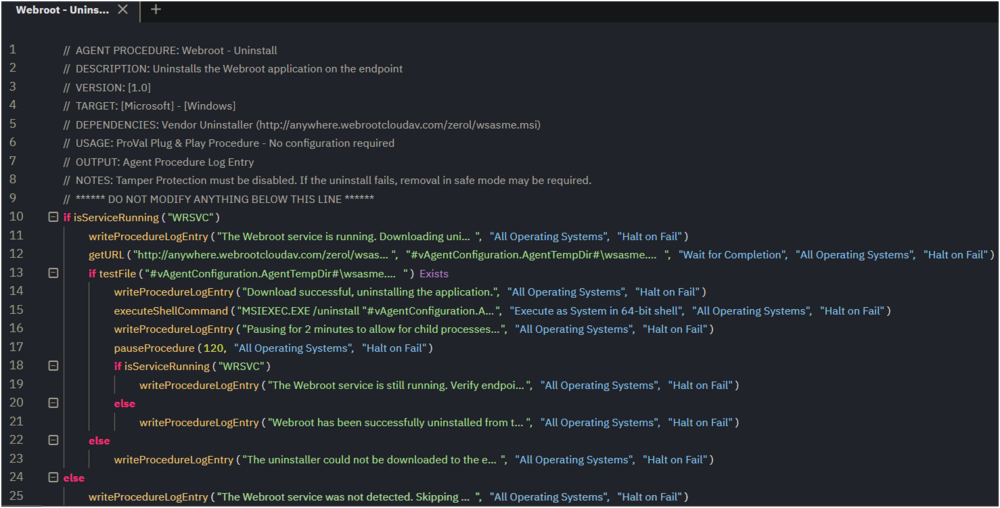 Webroot - Unins... × +
1 // AGENT PROCEDURE: Webroot - Uninstall
2 // DESCRIPTION: Uninstalls the Webroot application on the endpoint
3 // VERSION: [1.0]
4 // TARGET: [Microsoft] - [Windows]
5 // DEPENDENCIES: Vendor Uninstaller (http://anywhere.webrootcloudav.com/zerol/wsasme.msi)
6 // USAGE: ProVal Plug & Play Procedure - No configuration required
7 // OUTPUT: Agent Procedure Log Entry
8 // NOTES: Tamper Protection must be disabled. If the uninstall fails, removal in safe mode may be required.
9 // ****** DO NOT MODIFY ANYTHING BELOW THIS LINE ******
10 if isServiceRunning ("WRSVC")
11 writeProcedureLogEntry ("The Webroot service is running. Downloading uni... ", "All Operating Systems", "Halt on Fail")
12 getURL ("http://anywhere.webrootcloudav.com/zerol/wsas... ", "#vAgentConfiguration.AgentTempDir#\wsasme.... ", "Wait for Completion", "All Operating Systems", "Halt on Fail")
13 if testFile ("#vAgentConfiguration.AgentTempDir#\wsasme.... ") Exists
14 writeProcedureLogEntry ("Download successful, uninstalling the application.", "All Operating Systems", "Halt on Fail")
15 executeShellCommand ("MSIEXEC.EXE /uninstall "#vAgentConfiguration.A...", "Execute as System in 64-bit shell", "All Operating Systems", "Halt on Fail")
16 writeProcedureLogEntry ("Pausing for 2 minutes to allow for child processes...", "All Operating Systems", "Halt on Fail")
17 pauseProcedure (120, "All Operating Systems", "Halt on Fail")
18 if isServiceRunning ("WRSVC")
19 writeProcedureLogEntry ("The Webroot service is still running. Verify endpoi... ", "All Operating Systems", "Halt on Fail")
20 else
21 writeProcedureLogEntry ("Webroot has been successfully uninstalled from t... ", "All Operating Systems", "Halt on Fail")
22 else
23 writeProcedureLogEntry ("The uninstaller could not be downloaded to the e... ", "All Operating Systems", "Halt on Fail")
24 else
25 writeProcedureLogEntry ("The Webroot service was not detected. Skipping ... ", "All Operating Systems", "Halt on Fail")